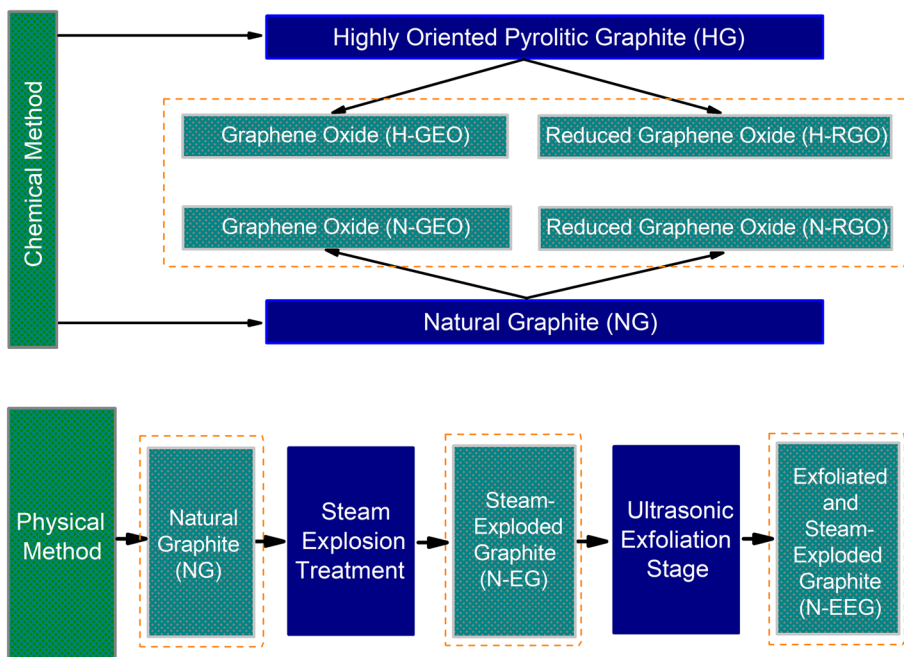 Chemical Method
Highly Oriented Pyrolitic Graphite (HG)
Graphene Oxide (H-GEO)
Reduced Graphene Oxide (H-RGO)
Graphene Oxide (N-GEO)
Reduced Graphene Oxide (N-RGO)
Natural Graphite (NG)
Physical
Method
Natural
Graphite
(NG)
Steam
Explosion
Treatment
Steam-
Exploded
Graphite
(N-EG)
Ultrasonic
Exfoliation
Stage
Exfoliated
and
Steam-
Exploded
Graphite
(N-EEG)